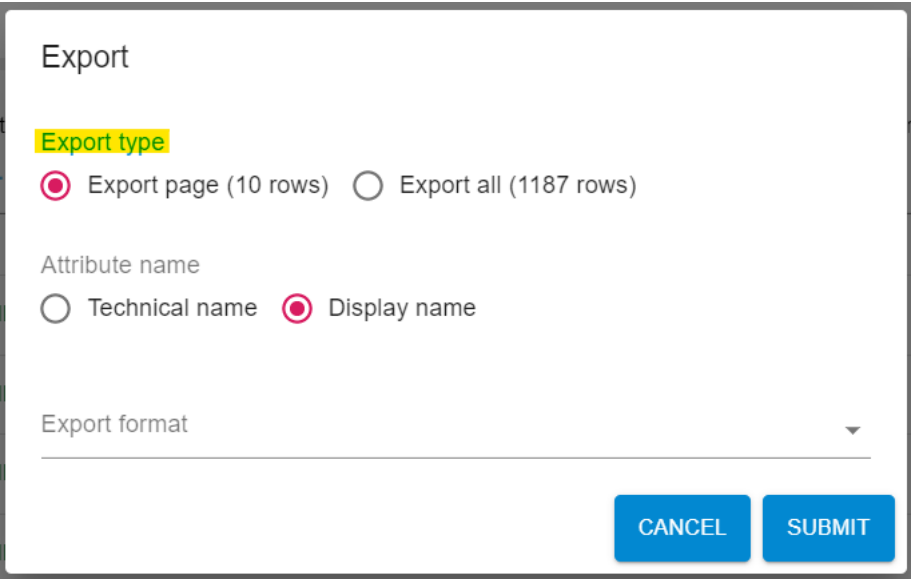 Export
Export type
Export page (10 rows) Export all (1187 rows)
Attribute name
Technical name Display name
Export format
CANCEL SUBMIT